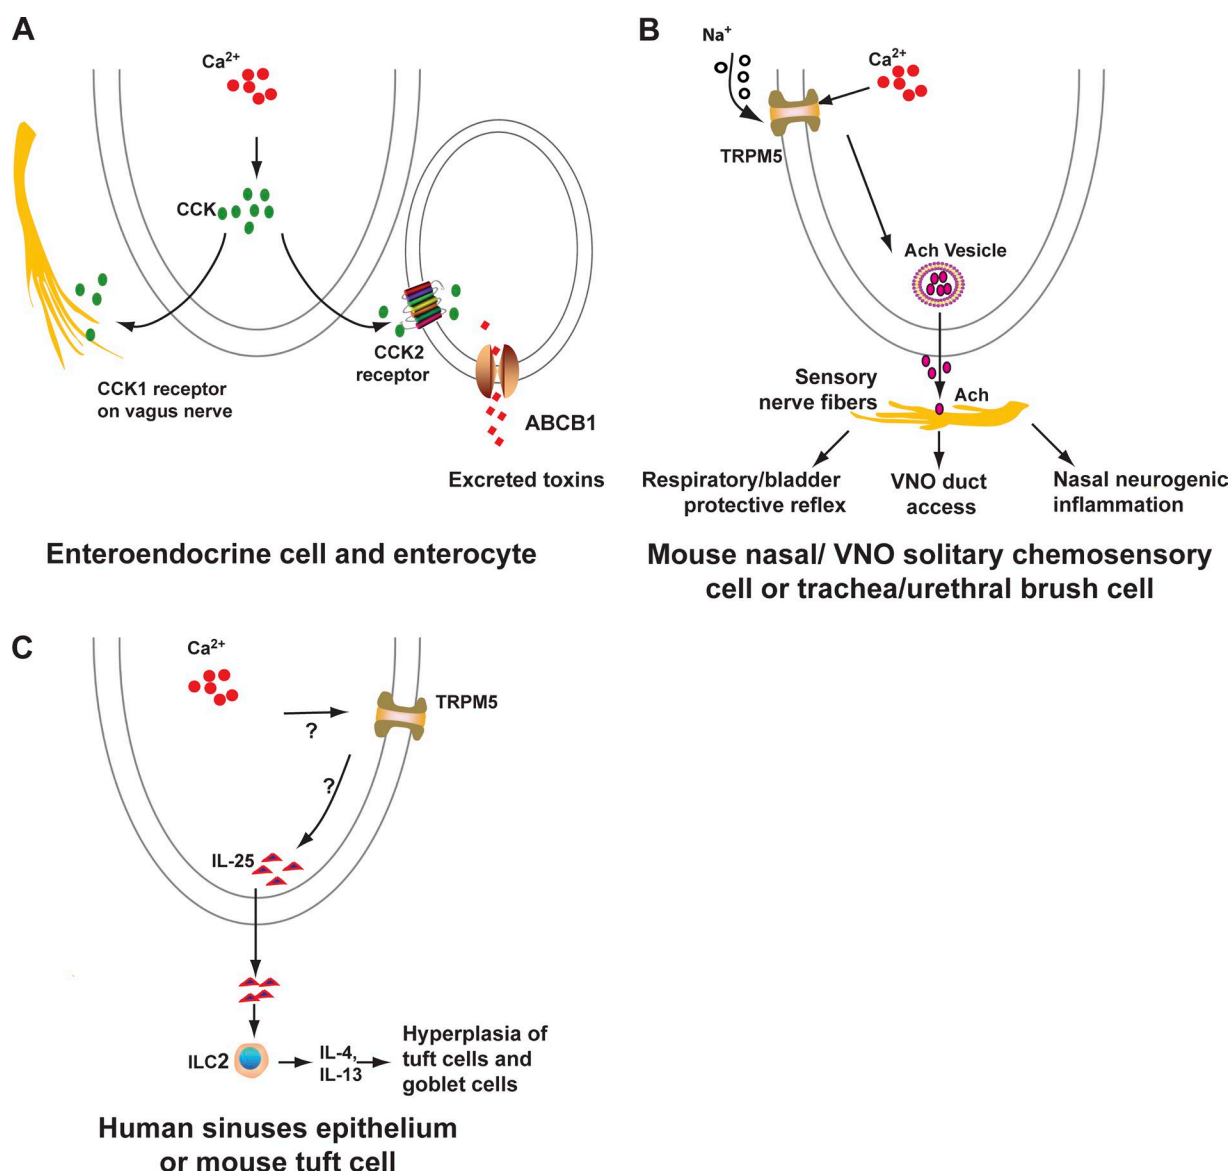 A
Ca²⁺
CCK
CCK1 receptor
on vagus nerve
CCK2
receptor
ABCB1
Excreted toxins
Enteroendocrine cell and enterocyte
B
Na⁺
Ca²⁺
TRPM5
Ach Vesicle
Sensory
nerve fibers
Ach
Respiratory/bladder
protective reflex
VNO duct
access
Nasal neurogenic
inflammation
Mouse nasal/ VNO solitary chemosensory
cell or trachea/urethral brush cell
C
Ca²⁺
TRPM5
?
?
IL-25
ILC2
IL-4,
IL-13
Hyperplasia of
tuft cells and
goblet cells
Human sinuses epithelium
or mouse tuft cell